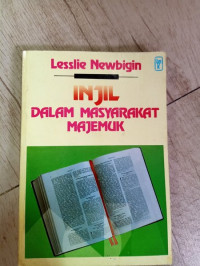 Lesslie Newbigin
INJIL
DALAM MASYARAKAT
MAJEMUK